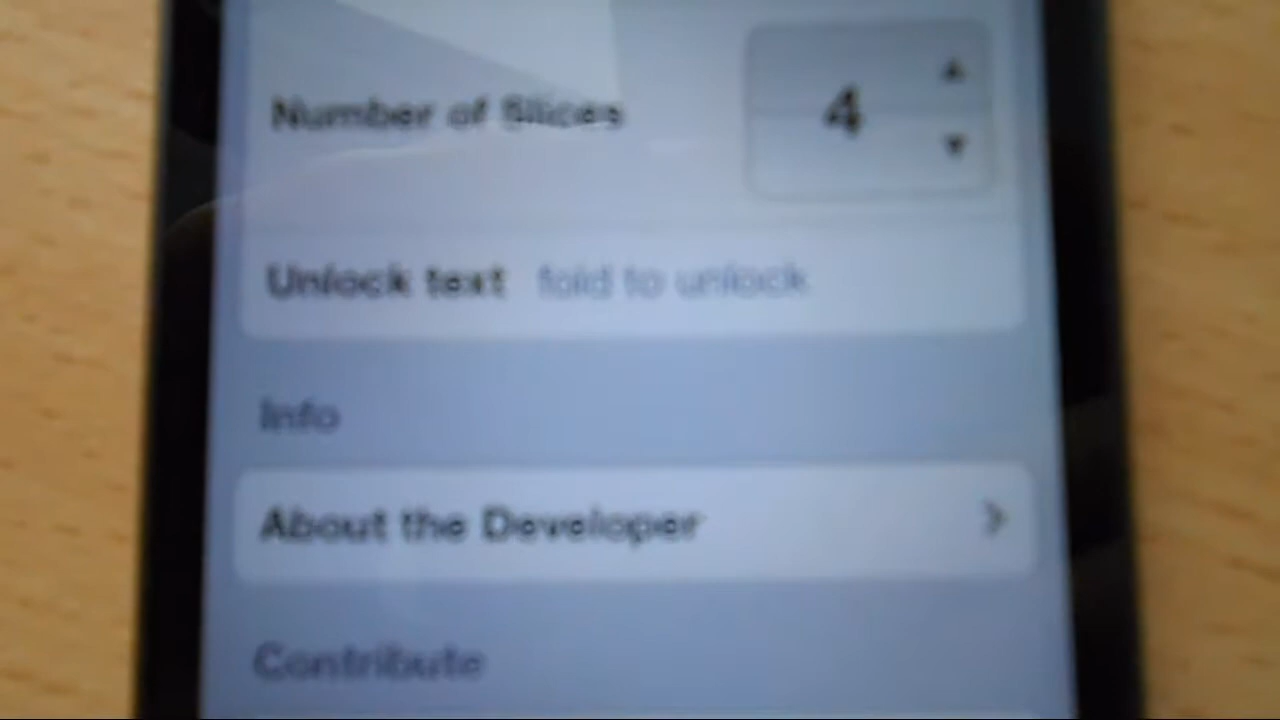 Number of Slices 4
Unlock text fold to unlock
Info
About the Developer
Contribute